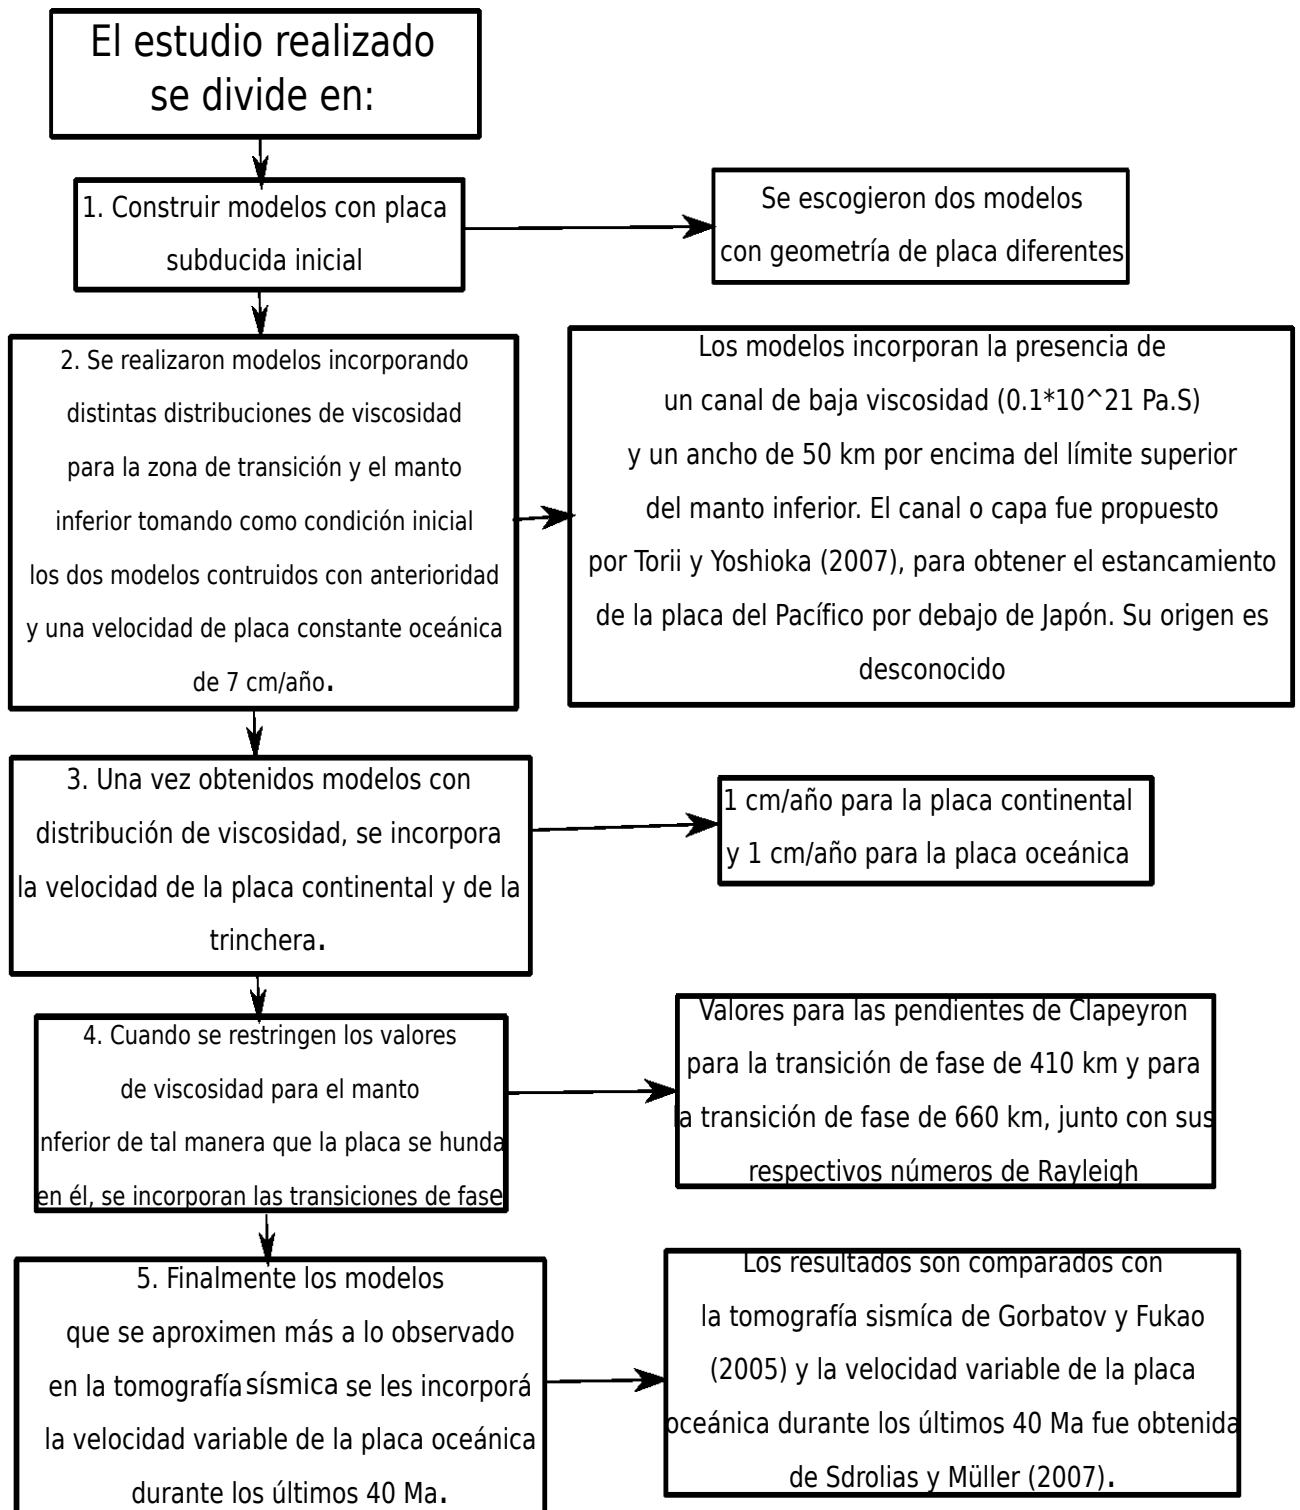 El estudio realizado
se divide en:
1. Construir modelos con placa
subducida inicial
Se escogieron dos modelos
con geometría de placa diferentes
2. Se realizaron modelos incorporando
distintas distribuciones de viscosidad
para la zona de transición y el manto
inferior tomando como condición inicial
los dos modelos contruidos con anterioridad
y una velocidad de placa constante oceánica
de 7 cm/año.
Los modelos incorporan la presencia de
un canal de baja viscosidad (0.1*10^21 Pa.S)
y un ancho de 50 km por encima del límite superior
del manto inferior. El canal o capa fue propuesto
por Torii y Yoshioka (2007), para obtener el estancamiento
de la placa del Pacífico por debajo de Japón. Su origen es
desconocido
3. Una vez obtenidos modelos con
distribución de viscosidad, se incorpora
la velocidad de la placa continental y de la
trinchera.
1 cm/año para la placa continental
y 1 cm/año para la placa oceánica
4. Cuando se restringen los valores
de viscosidad para el manto
nferior de tal manera que la placa se hunda
en él, se incorporan las transiciones de fase
Valores para las pendientes de Clapeyron
para la transición de fase de 410 km y para
la transición de fase de 660 km, junto con sus
respectivos números de Rayleigh
5. Finalmente los modelos
que se aproximen más a lo observado
en la tomografía sísmica se les incorporá
la velocidad variable de la placa oceánica
durante los últimos 40 Ma.
Los resultados son comparados con
la tomografía sismíca de Gorbatov y Fukao
(2005) y la velocidad variable de la placa
oceánica durante los últimos 40 Ma fue obtenida
de Sdrolias y Müller (2007).